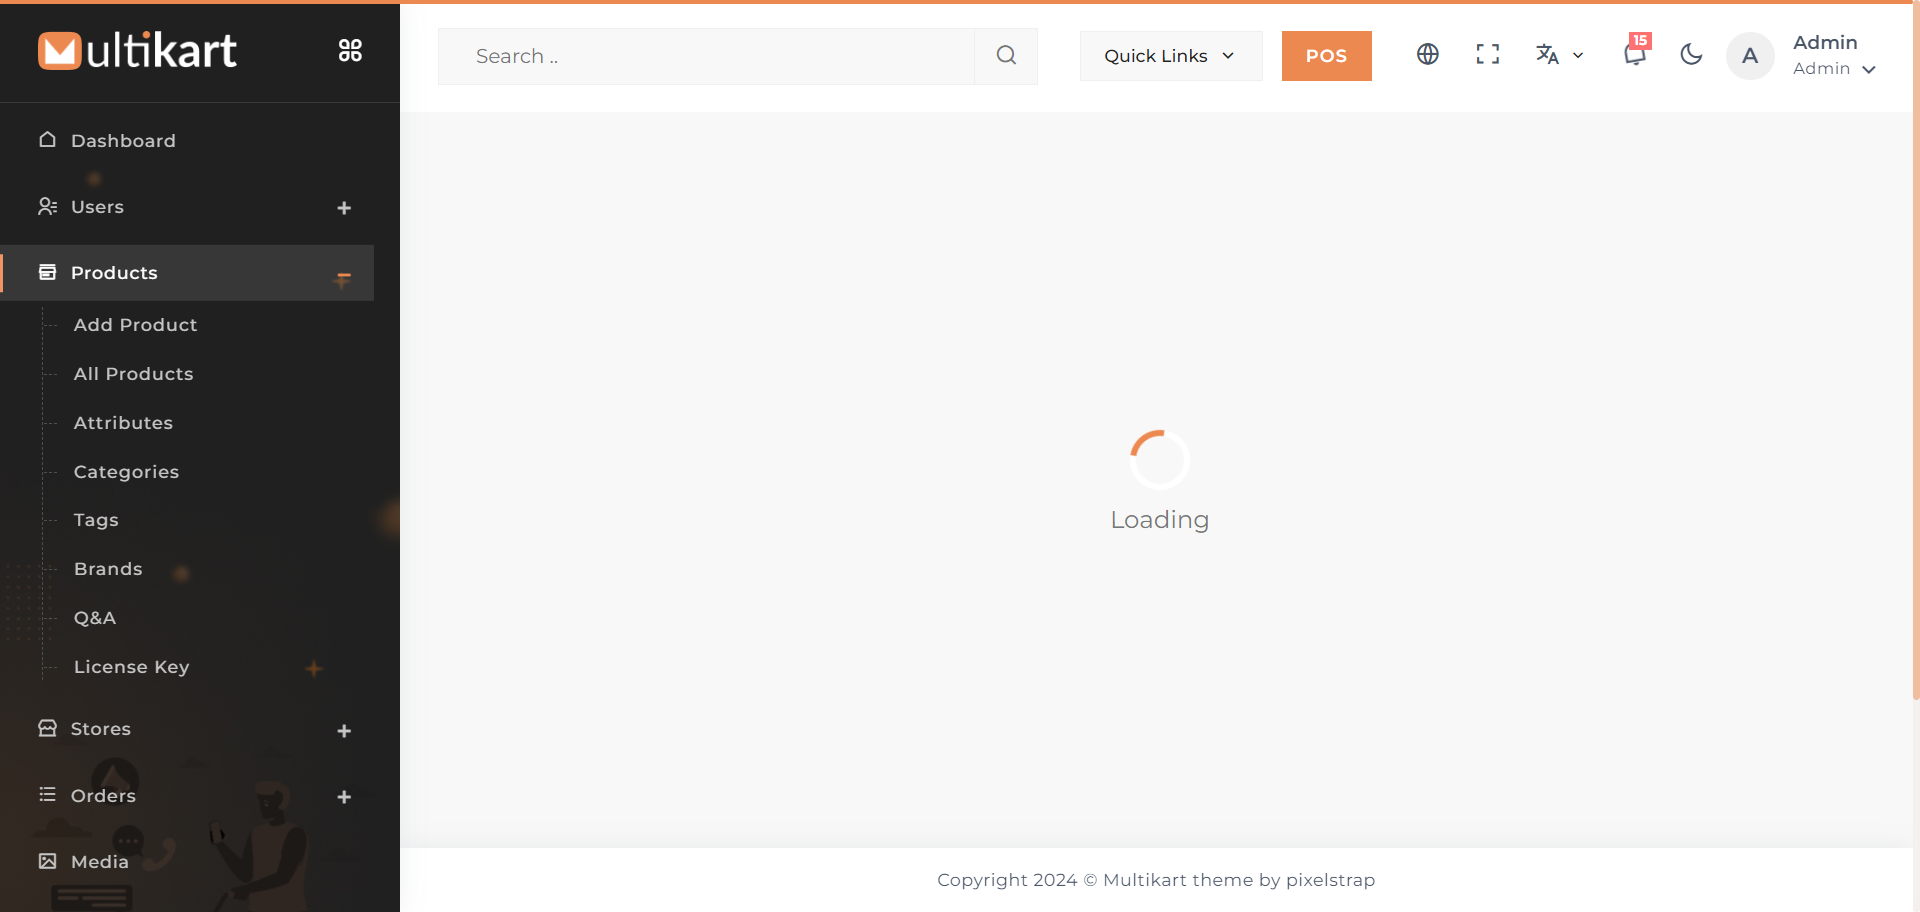 Multikart
Search ..
Quick Links
POS
15
A
Admin
Admin
Dashboard
Users
Products
Add Product
All Products
Attributes
Categories
Tags
Brands
Q&A
License Key
Stores
Orders
Media
Loading
Copyright 2024 © Multikart theme by pixelstrap